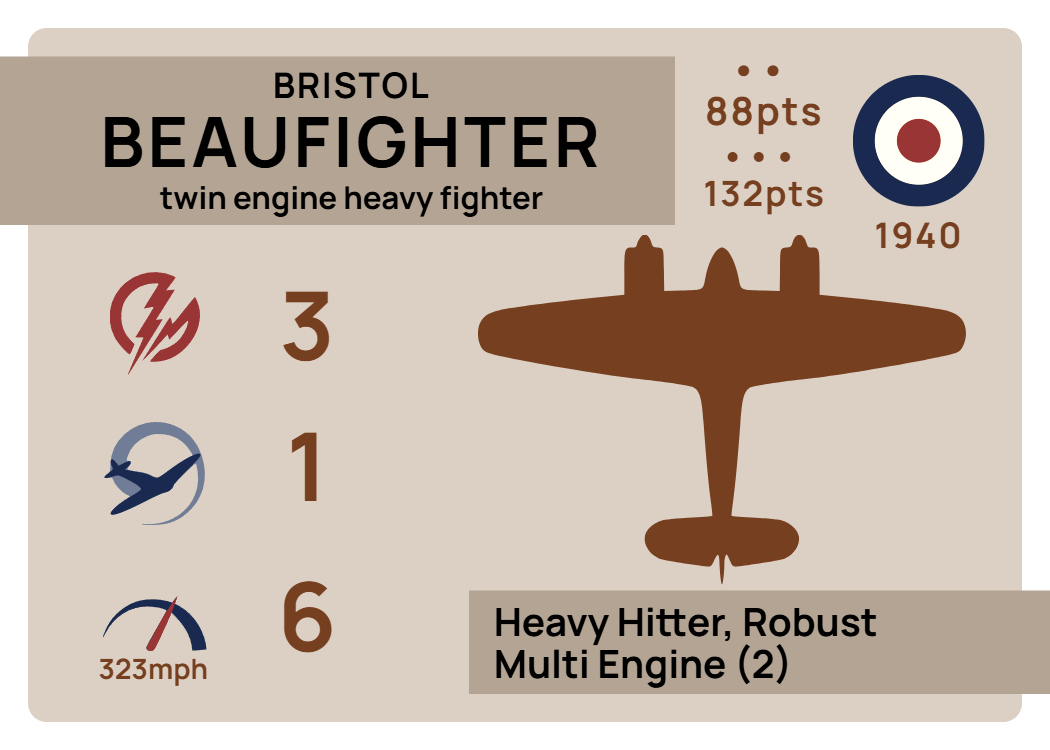 BRISTOL
BEAUFIGHTER
twin engine heavy fighter
88pts
132pts
1940
3
1
6
323mph
Heavy Hitter, Robust
Multi Engine (2)